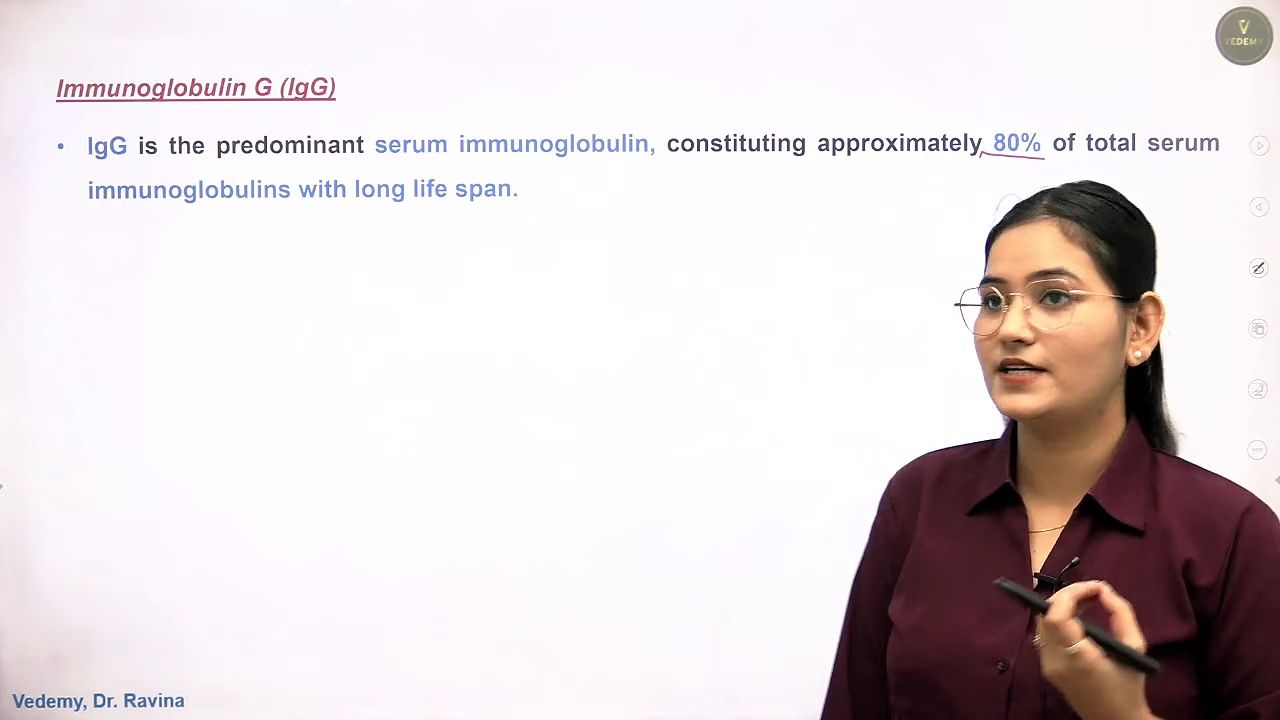 V
VEDEMY
Immunoglobulin G (IgG)
• IgG is the predominant serum immunoglobulin, constituting approximately 80% of total serum
immunoglobulins with long life span.
Vedemy, Dr. Ravina